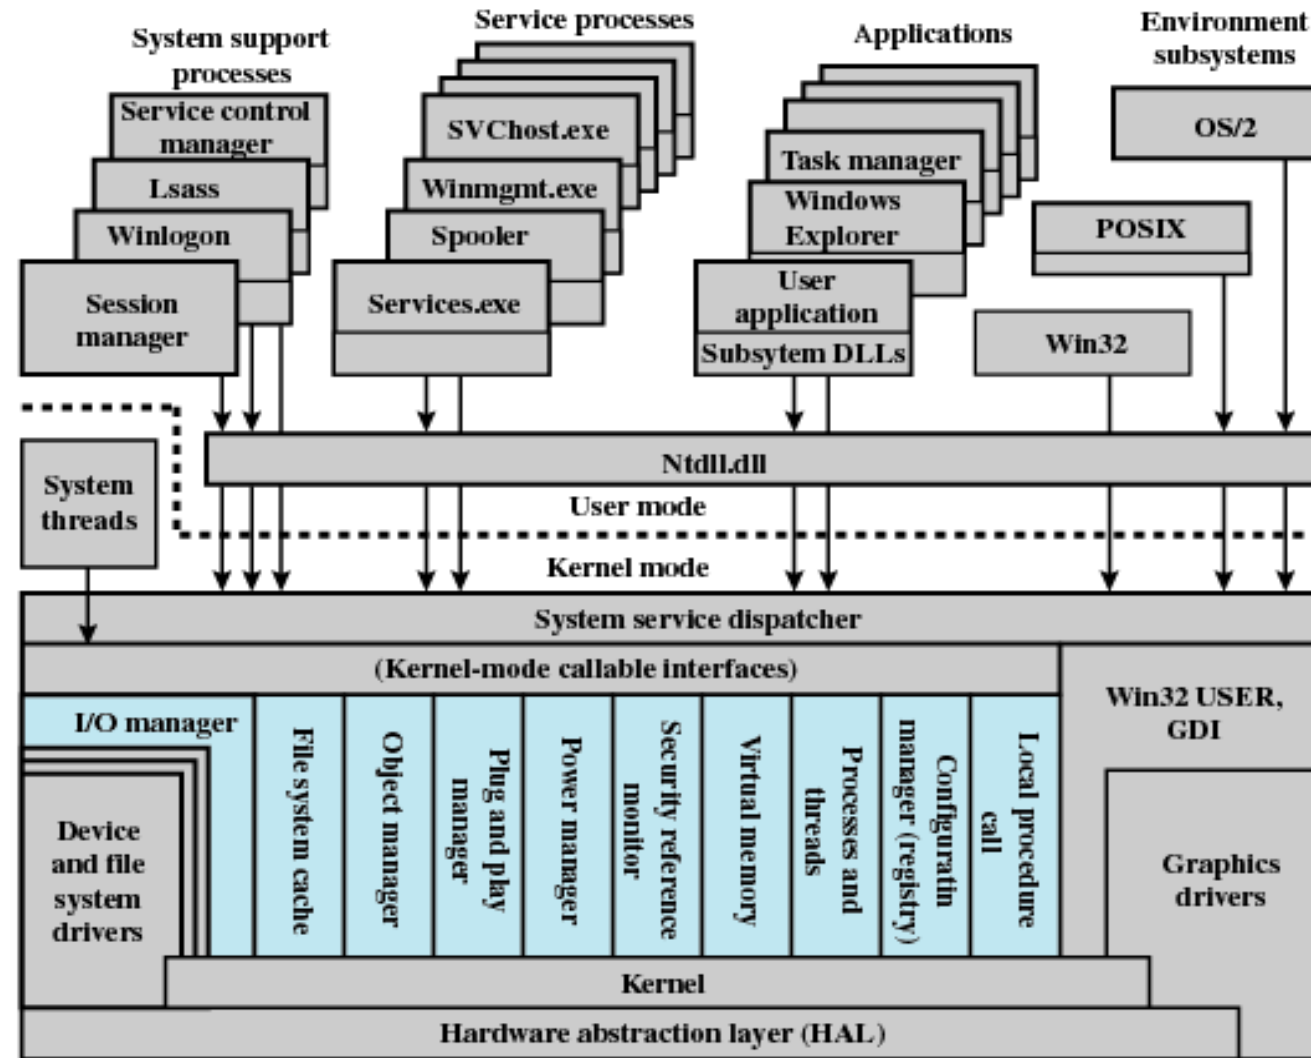 System support
processes
Service processes
Applications
Environment
subsystems
Service control
manager
Lsass
Winlogon
Session
manager
SVChost.exe
Winmgmt.exe
Spooler
Services.exe
Task manager
Windows
Explorer
User
application
Subsytem DLLs
OS/2
POSIX
Win32
System
threads
Ntdll.dll
User mode
Kernel mode
System service dispatcher
(Kernel-mode callable interfaces)
I/O manager
Device
and file
system
drivers
File system cache
Object manager
Plug and play
manager
Power manager
Security reference
monitor
Virtual memory
Processes and
threads
Configuratin
manager (registry)
Local procedure
call
Win32 USER,
GDI
Graphics
drivers
Kernel
Hardware abstraction layer (HAL)